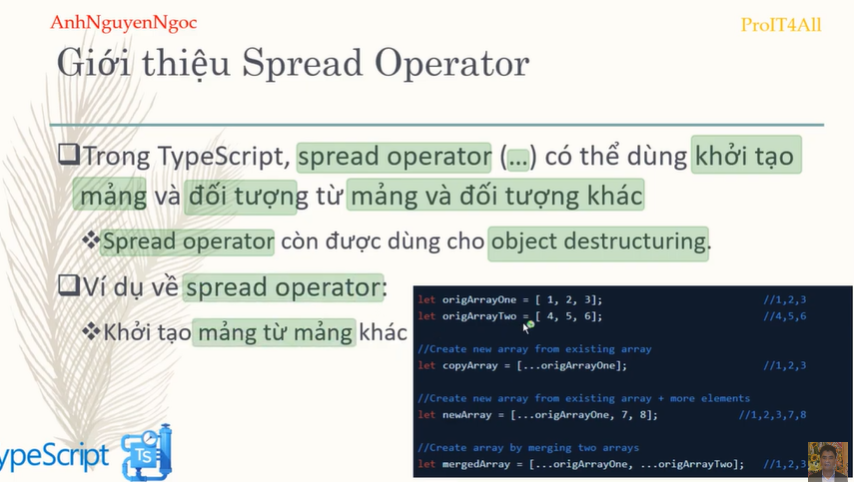 AnhNguyenNgoc
ProIT4All
Giới thiệu Spread Operator
Trong TypeScript, spread operator (...) có thể dùng khởi tạo
mảng và đối tượng từ mảng và đối tượng khác
Spread operator còn được dùng cho object destructuring.
Ví dụ về spread operator:
Khởi tạo mảng từ mảng khác
let origArrayOne = [ 1, 2, 3]; //1,2,3
let origArrayTwo = [ 4, 5, 6]; //4,5,6
//Create new array from existing array
let copyArray = [...origArrayOne]; //1,2,3
//Create new array from existing array + more elements
let newArray = [...origArrayOne, 7, 8]; //1,2,3,7,8
//Create array by merging two arrays
let mergedArray = [...origArrayOne, ...origArrayTwo]; //1,2,3
ypeScript
TS